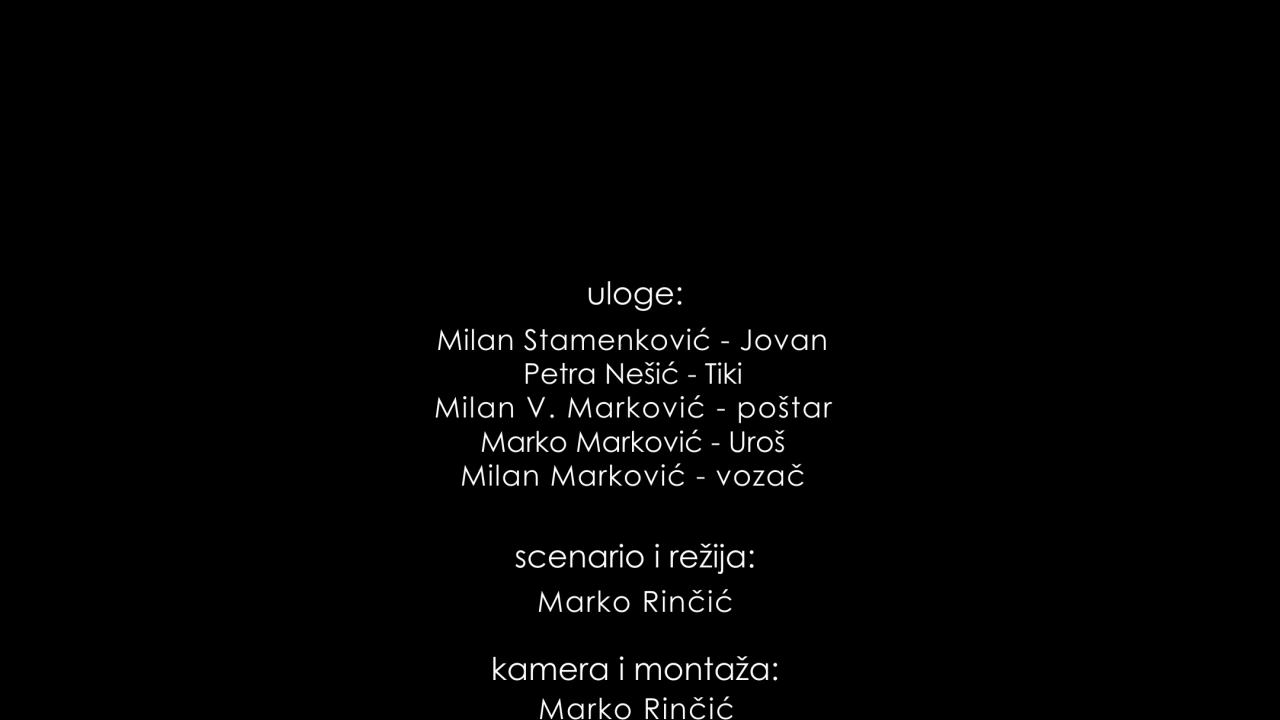 uloge:
Milan Stamenković - Jovan
Petra Nešić - Tiki
Milan V. Marković - poštar
Marko Marković - Uroš
Milan Marković - vozač
scenario i režija:
Marko Rinčić
kamera i montaža:
Marko Rinčić